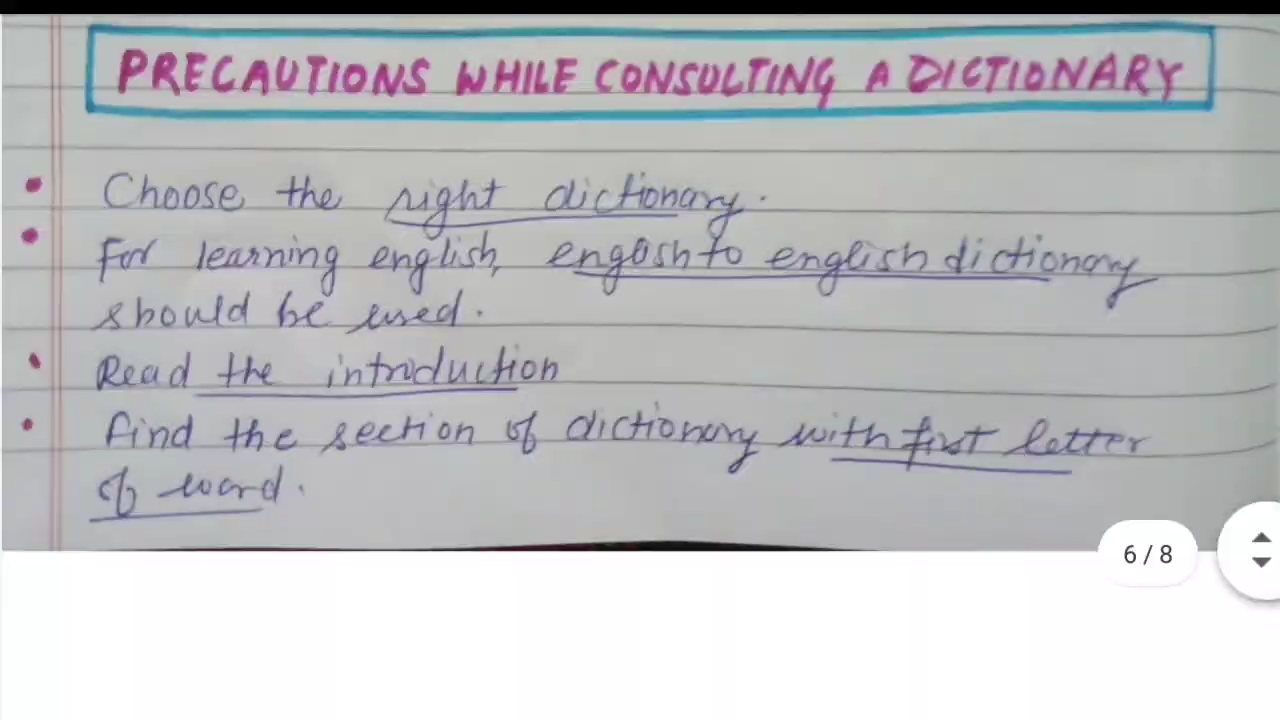 PRECAUTIONS WHILE CONSULTING A DICTIONARY
• Choose the right dictionary.
• For learning english, english to english dictionary
should be used.
• Read the introduction
• Find the section of dictionary with first letter
of word.
6/8